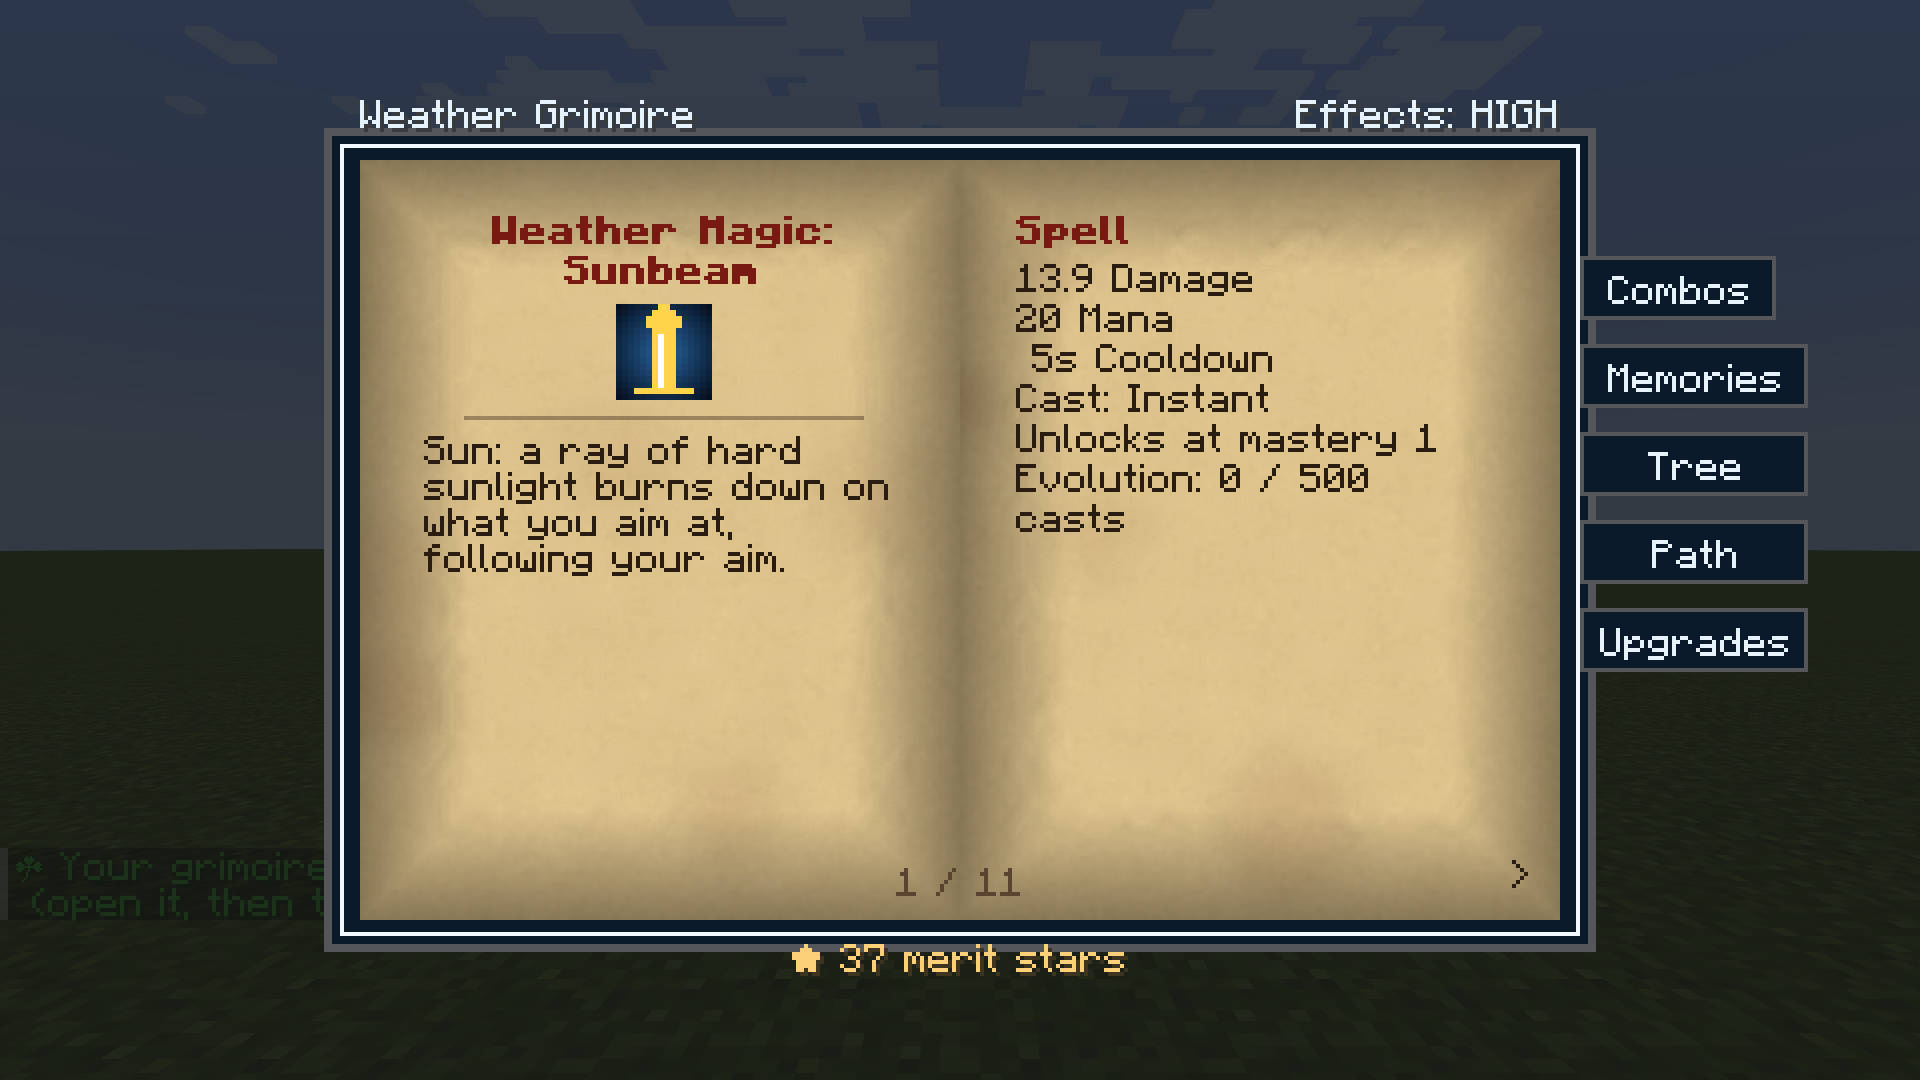 Weather Grimoire
Effects: HIGH
Weather Magic:
Sunbeam
Sun: a ray of hard
sunlight burns down on
what you aim at,
following your aim.
Spell
13.9 Damage
20 Mana
5s Cooldown
Cast: Instant
Unlocks at mastery 1
Evolution: 0 / 500
casts
1 / 11
>
Combos
Memories
Tree
Path
Upgrades
Your grimoire
(open it, then t
37 merit stars